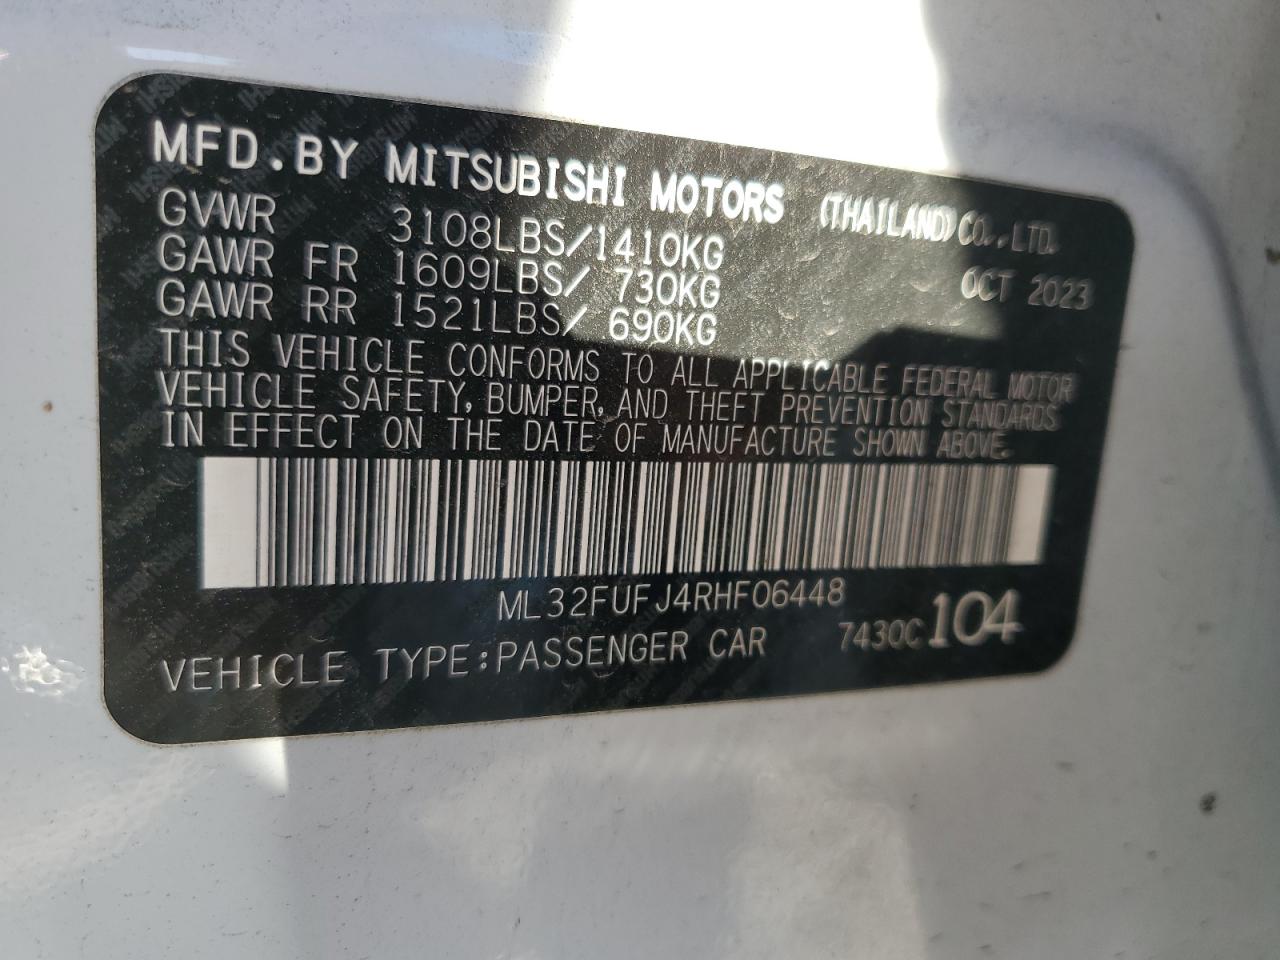 MFD.BY MITSUBISHI MOTORS (THAILAND) CO.,LTD.
GVWR 3108LBS/1410KG OCT 2023
GAWR FR 1609LBS/ 730KG
GAWR RR 1521LBS/ 690KG
THIS VEHICLE CONFORMS TO ALL APPLICABLE FEDERAL MOTOR
VEHICLE SAFETY, BUMPER, AND THEFT PREVENTION STANDARDS
IN EFFECT ON THE DATE OF MANUFACTURE SHOWN ABOVE.
ML32FUFJ4RHF06448
VEHICLE TYPE:PASSENGER CAR 7430C 104